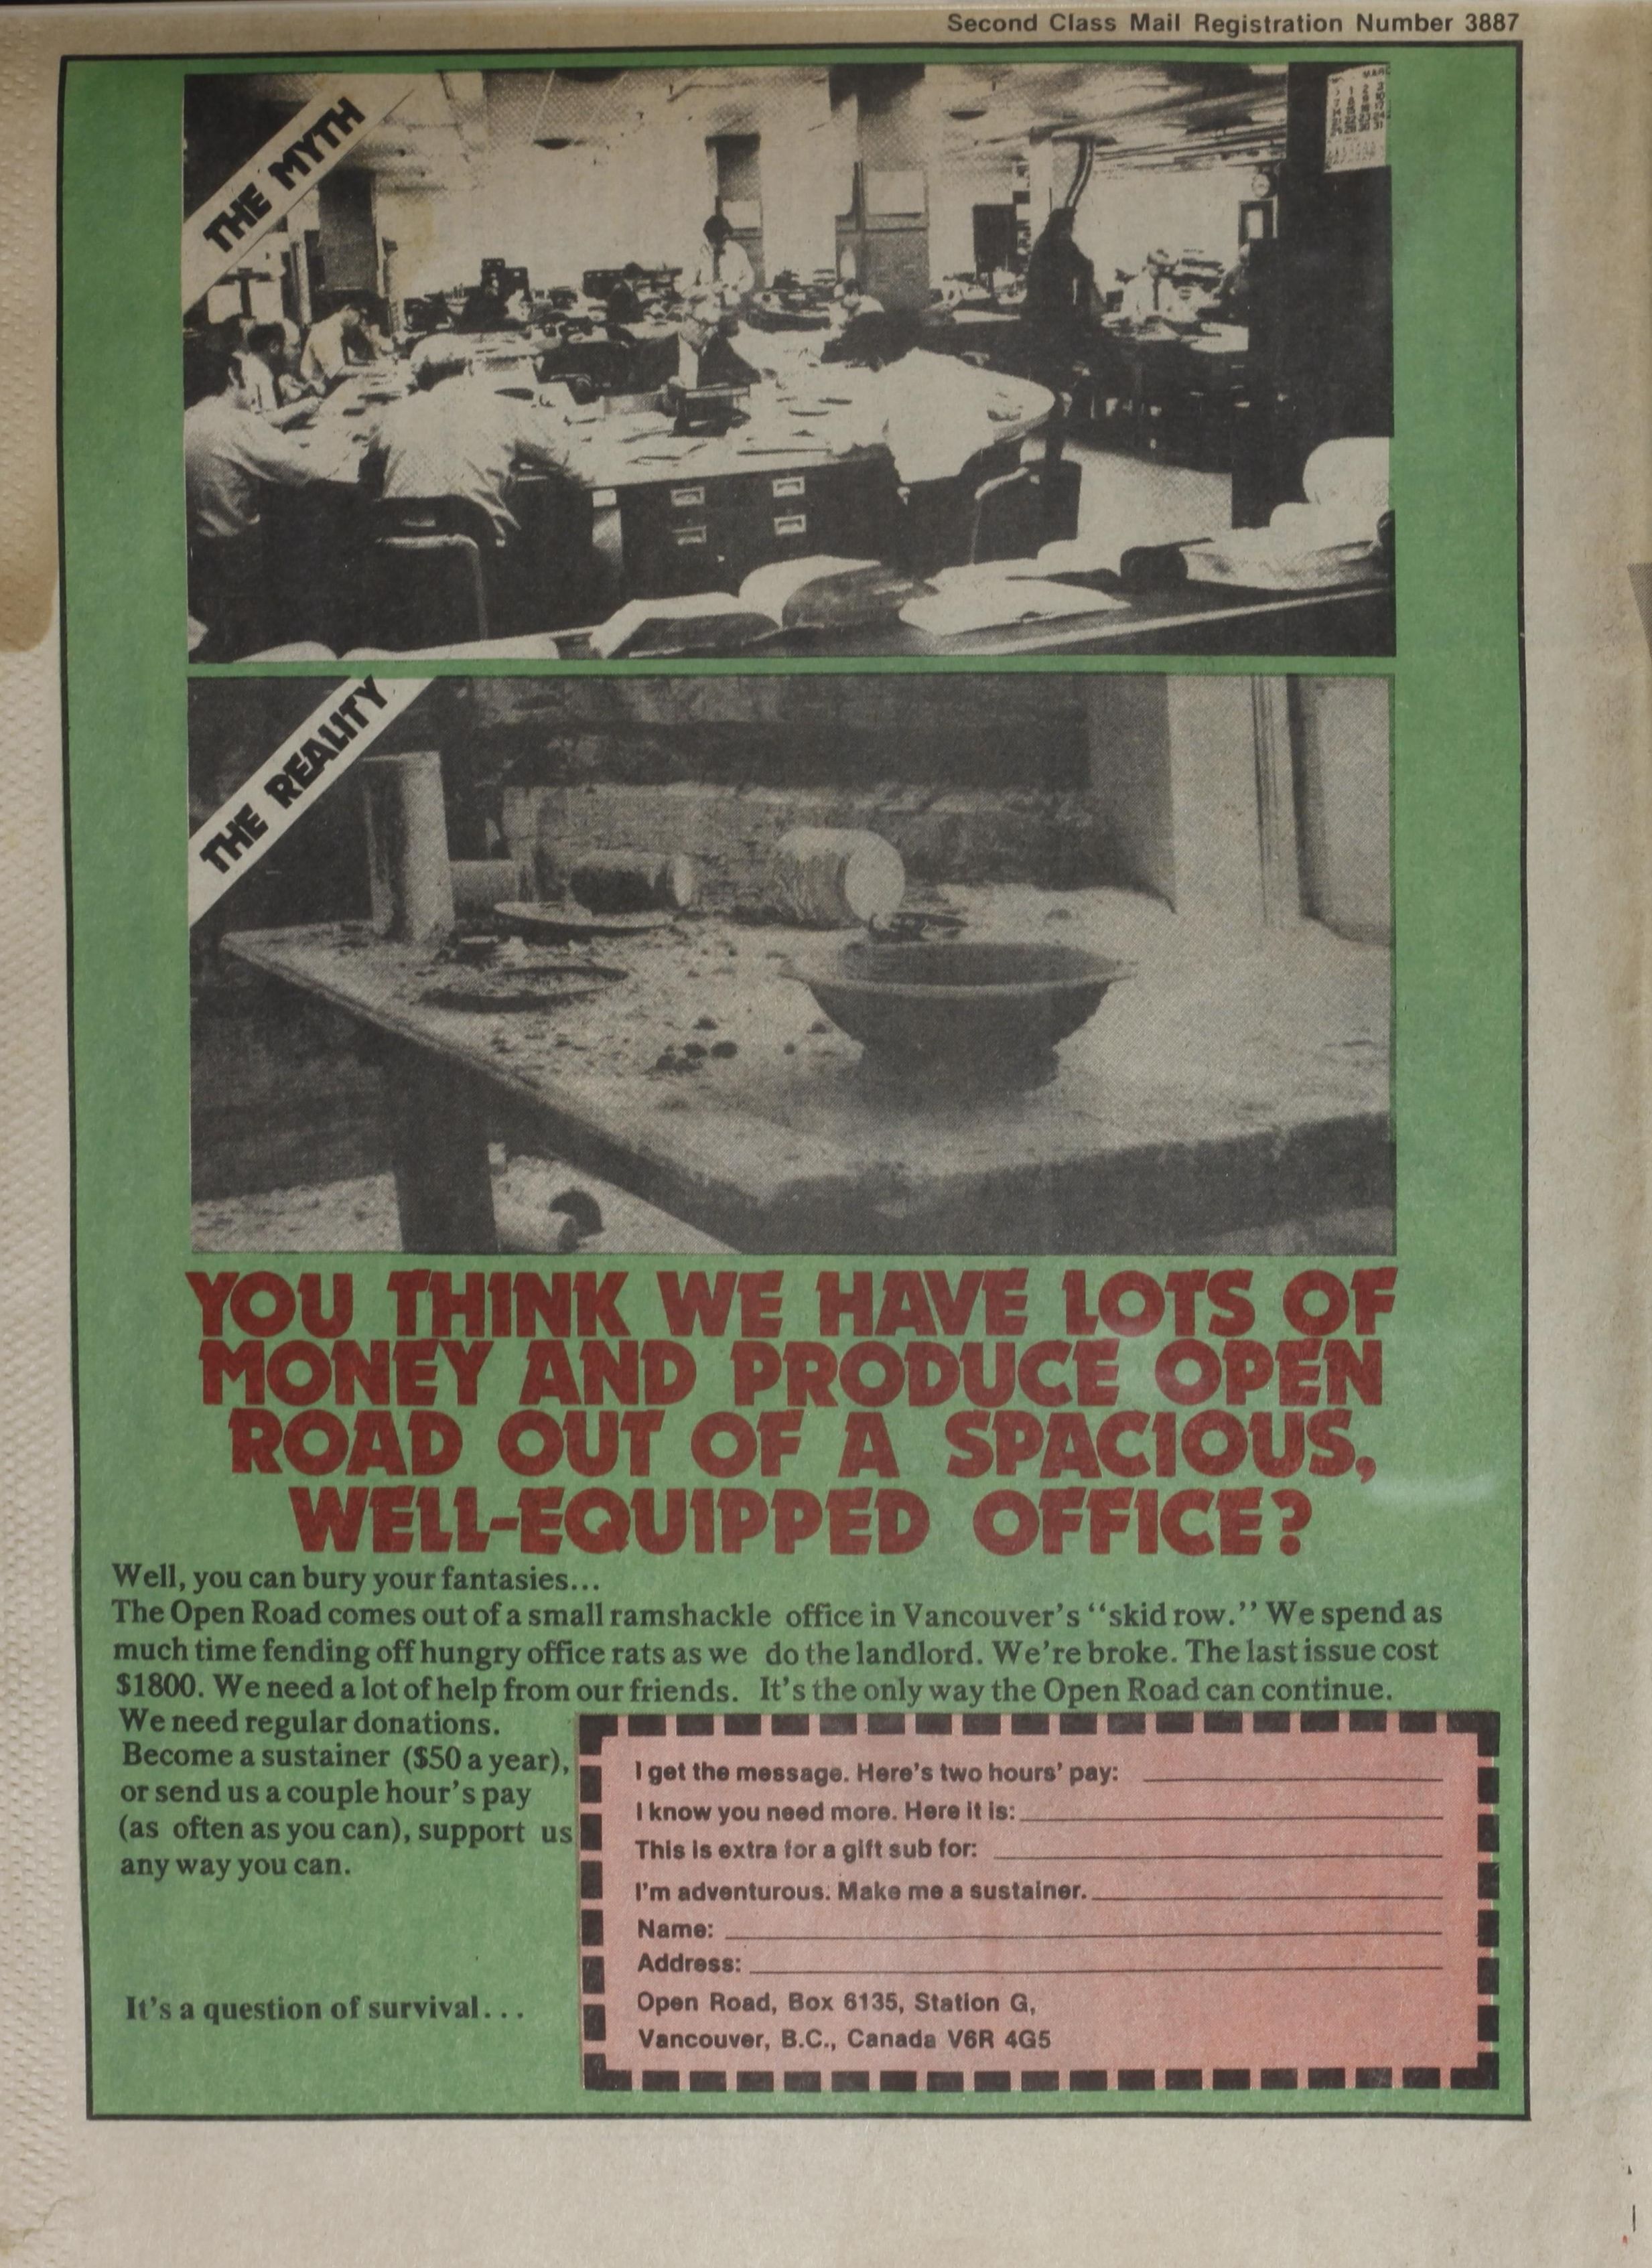 Second Class Mail Registration Number 3887
THE MYTH
THE REALITY
YOU THINK WE HAVE LOTS OF
MONEY AND PRODUCE OPEN
ROAD OUT OF A SPACIOUS,
WELL-EQUIPPED OFFICE?
Well, you can bury your fantasies...
The Open Road comes out of a small ramshackle office in Vancouver's "skid row." We spend as
much time fending off hungry office rats as we do the landlord. We're broke. The last issue cost
$1800. We need a lot of help from our friends. It's the only way the Open Road can continue.
We need regular donations.
Become a sustainer ($50 a year),
or send us a couple hour's pay
(as often as you can), support us
any way you can.
It's a question of survival...
I get the message. Here's two hours' pay:
I know you need more. Here it is:
This is extra for a gift sub for:
I'm adventurous. Make me a sustainer.
Name:
Address:
Open Road, Box 6135, Station G,
Vancouver, B.C., Canada V6R 4G5